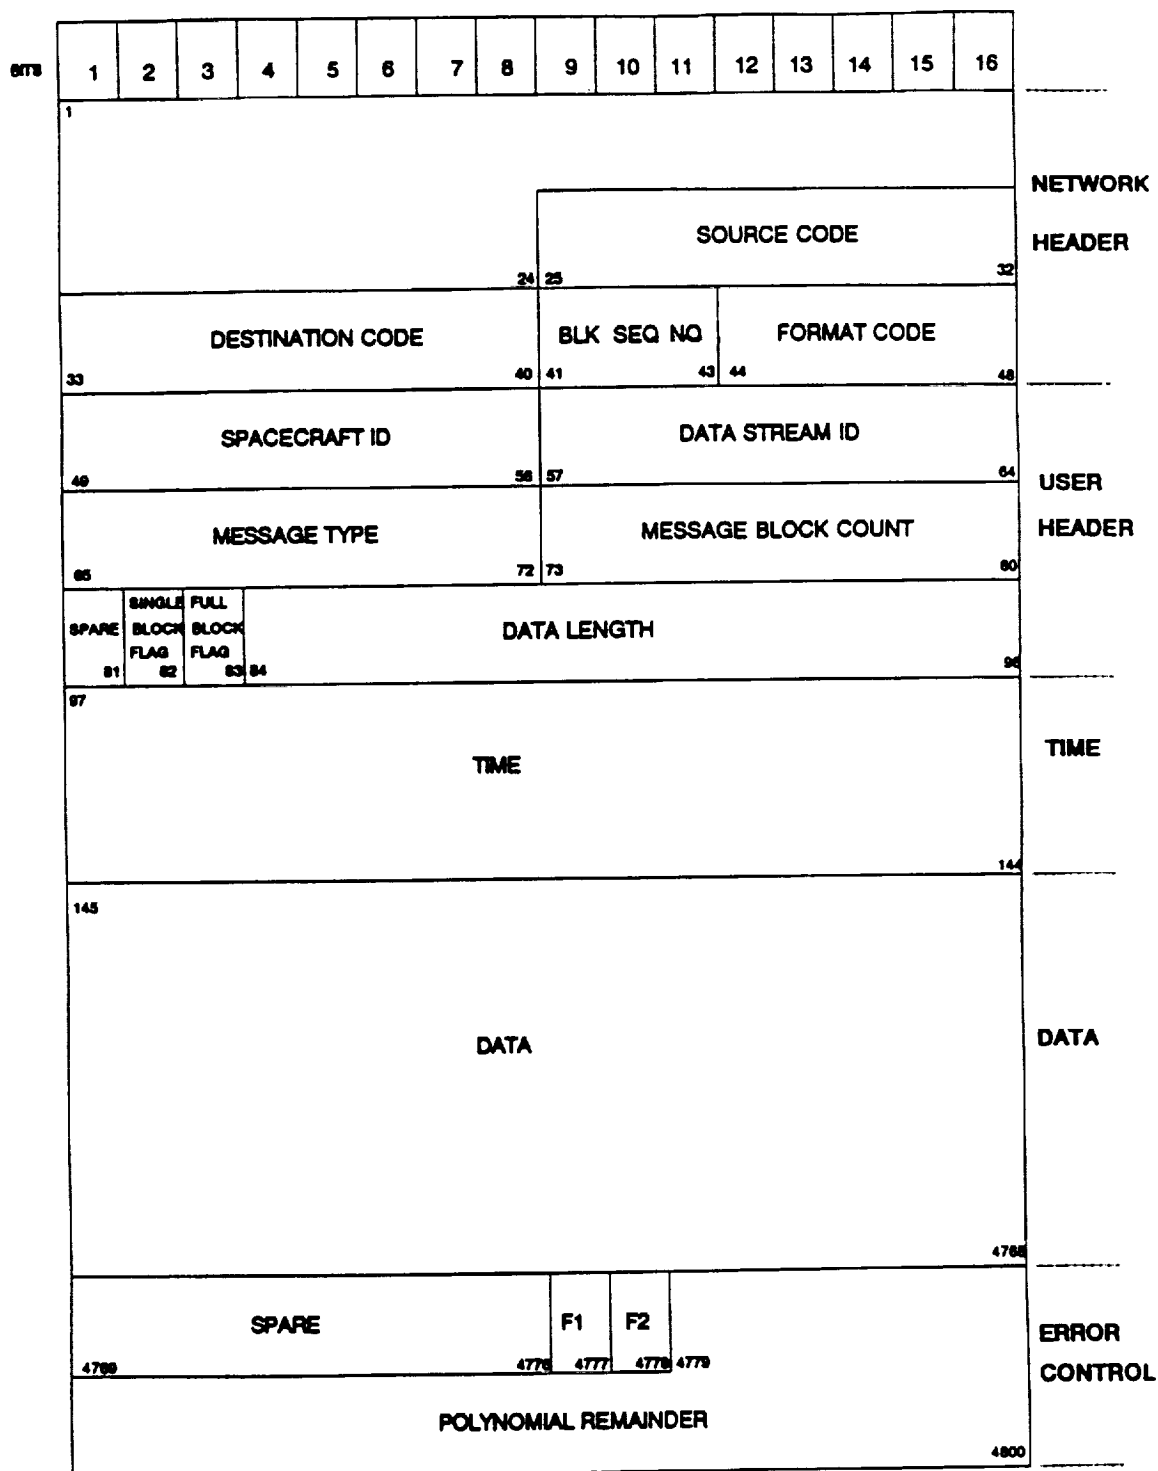 BITS 1 2 3 4 5 6 7 8 9 10 11 12 13 14 15 16
1
NETWORK
SOURCE CODE
HEADER
24 25 32
DESTINATION CODE BLK SEQ NO FORMAT CODE
33 40 41 43 44 48
SPACECRAFT ID DATA STREAM ID
49 56 57 64
USER
MESSAGE TYPE MESSAGE BLOCK COUNT HEADER
65 72 73 80
SINGLE FULL
SPARE BLOCK BLOCK DATA LENGTH
FLAG FLAG
81 82 83 84 96
97
TIME TIME
144
145
DATA DATA
4768
SPARE F1 F2 ERROR
4769 4776 4777 4778 4779 CONTROL
POLYNOMIAL REMAINDER
4800